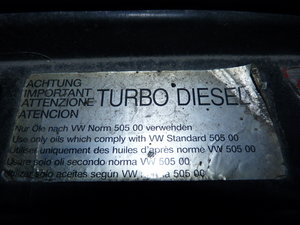 ACHTUNG
IMPORTANT
ATTENZIONE
ATENCION
TURBO DIESEL
Nur Öle nach VW Norm 505 00 verwenden
Use only oils which comply with VW Standard 505 00
Utiliser uniquement des huiles d'après norme VW 505 00
Usare solo oli secondo norma VW 505 00
Utilizar solo aceites según VW 505 00